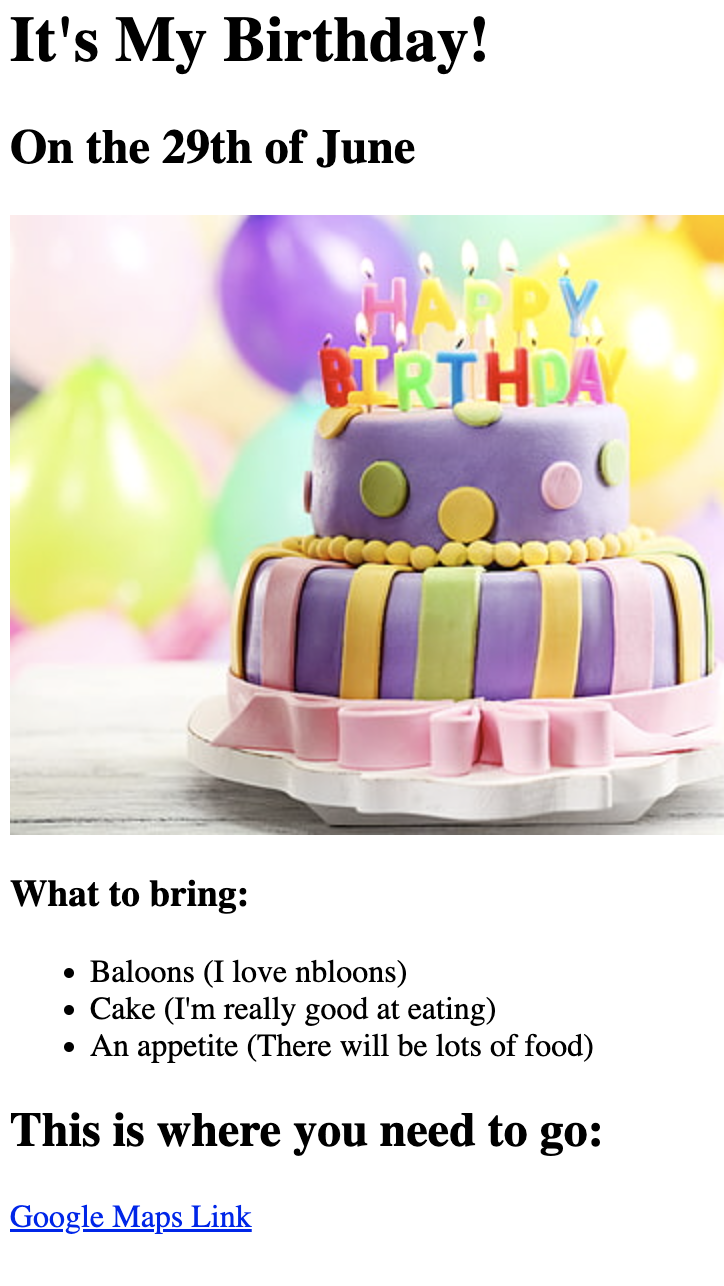 It's My Birthday!
On the 29th of June
HAPPY
BIRTHDAY
What to bring:
Baloons (I love nbloons)
Cake (I'm really good at eating)
An appetite (There will be lots of food)
This is where you need to go:
Google Maps Link